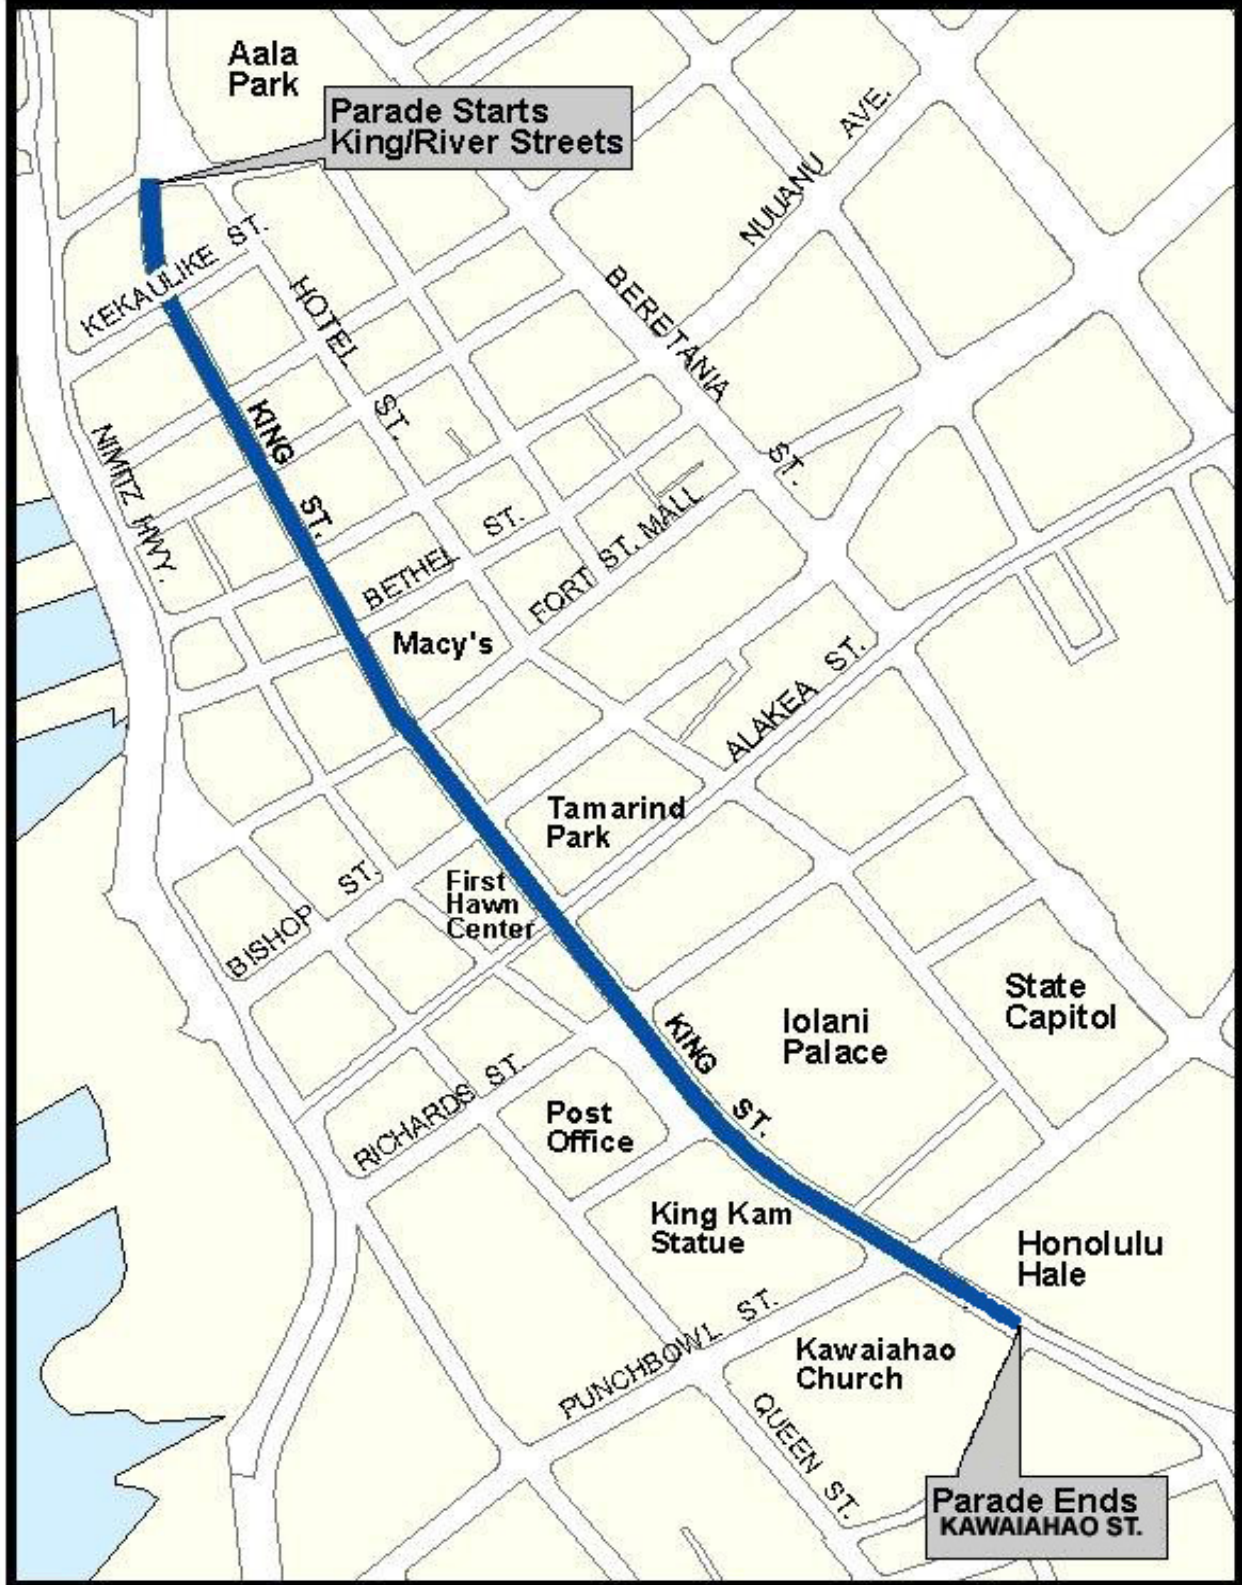 Aala
Park
Parade Starts
King/River Streets
NUUANU AVE.
KEKAULIKE ST.
HOTEL ST.
BERETANIA ST.
KING ST.
NIMITZ HWY.
BETHEL ST.
FORT ST. MALL
Macy's
ALAKEA ST.
Tamarind
Park
First
Hawn
Center
BISHOP ST.
State
Capitol
Iolani
Palace
KING ST.
RICHARDS ST.
Post
Office
King Kam
Statue
Honolulu
Hale
PUNCHBOWL ST.
Kawaiahao
Church
QUEEN ST.
Parade Ends
KAWAIAHAO ST.